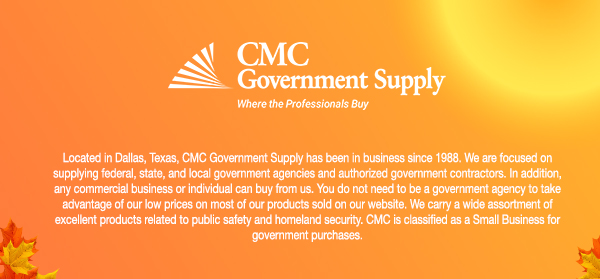 CMC
Government Supply
Where the Professionals Buy
Located in Dallas, Texas, CMC Government Supply has been in business since 1988. We are focused on
supplying federal, state, and local government agencies and authorized government contractors. In addition,
any commercial business or individual can buy from us. You do not need to be a government agency to take
advantage of our low prices on most of our products sold on our website. We carry a wide assortment of
excellent products related to public safety and homeland security. CMC is classified as a Small Business for
government purchases.